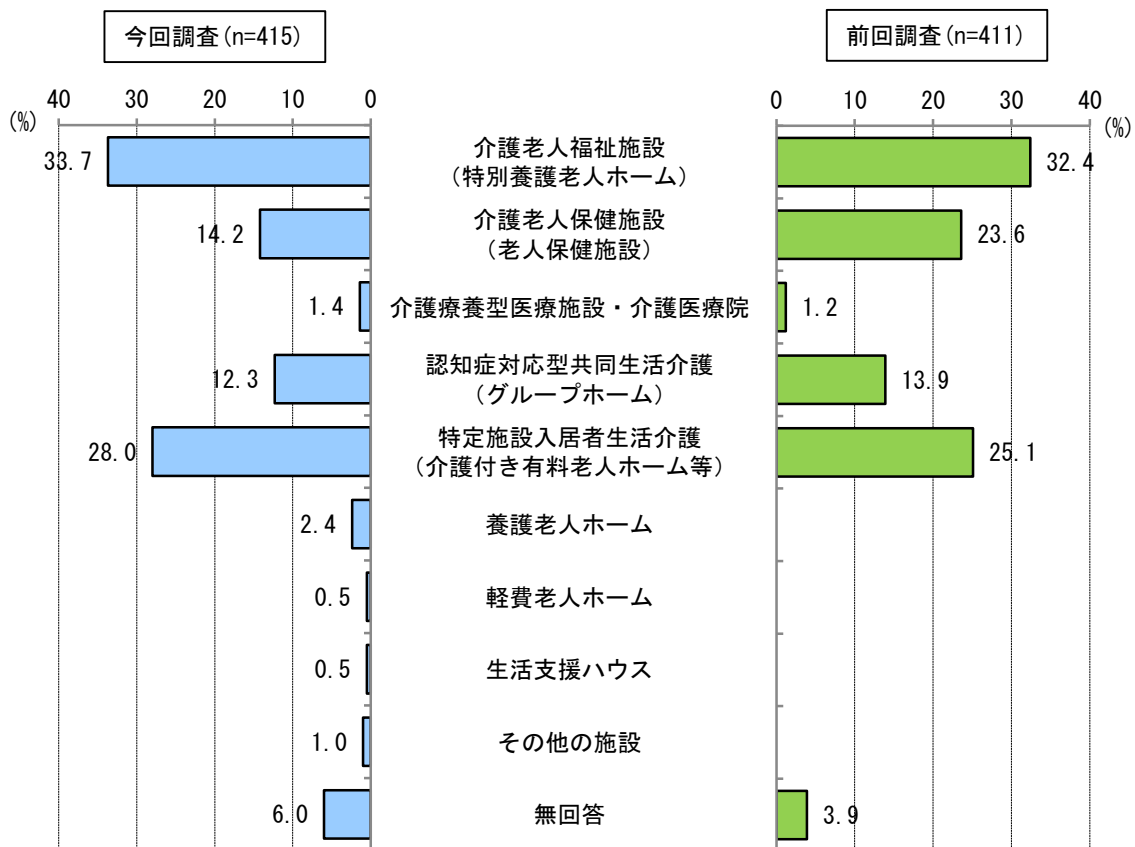 今回調査(n=415)
前回調査(n=411)
40 30 20 10 0
0 10 20 30 40
(%)
(%)
33.7
介護老人福祉施設
(特別養護老人ホーム)
32.4
14.2
介護老人保健施設
(老人保健施設)
23.6
1.4
介護療養型医療施設・介護医療院
1.2
12.3
認知症対応型共同生活介護
(グループホーム)
13.9
28.0
特定施設入居者生活介護
(介護付き有料老人ホーム等)
25.1
2.4
養護老人ホーム
0.5
軽費老人ホーム
0.5
生活支援ハウス
1.0
その他の施設
6.0
無回答
3.9